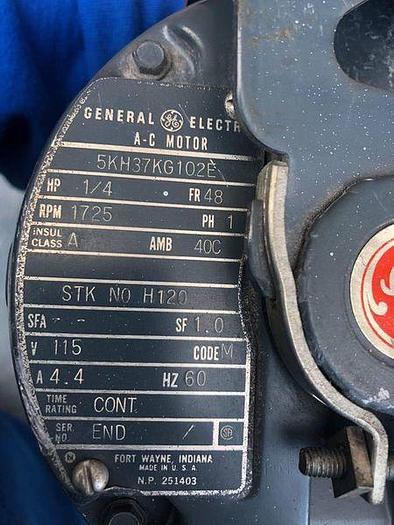 GENERAL GE ELECTR
A-C MOTOR
5KH37KG102E
HP 1/4 FR 48
RPM 1725 PH 1
INSUL CLASS A AMB 40C
STK NO H120
SFA -- SF 1.0
V 115 CODE M
A 4.4 HZ 60
TIME RATING CONT
SER. NO END /
FORT WAYNE, INDIANA
MADE IN U.S.A.
N.P. 251403